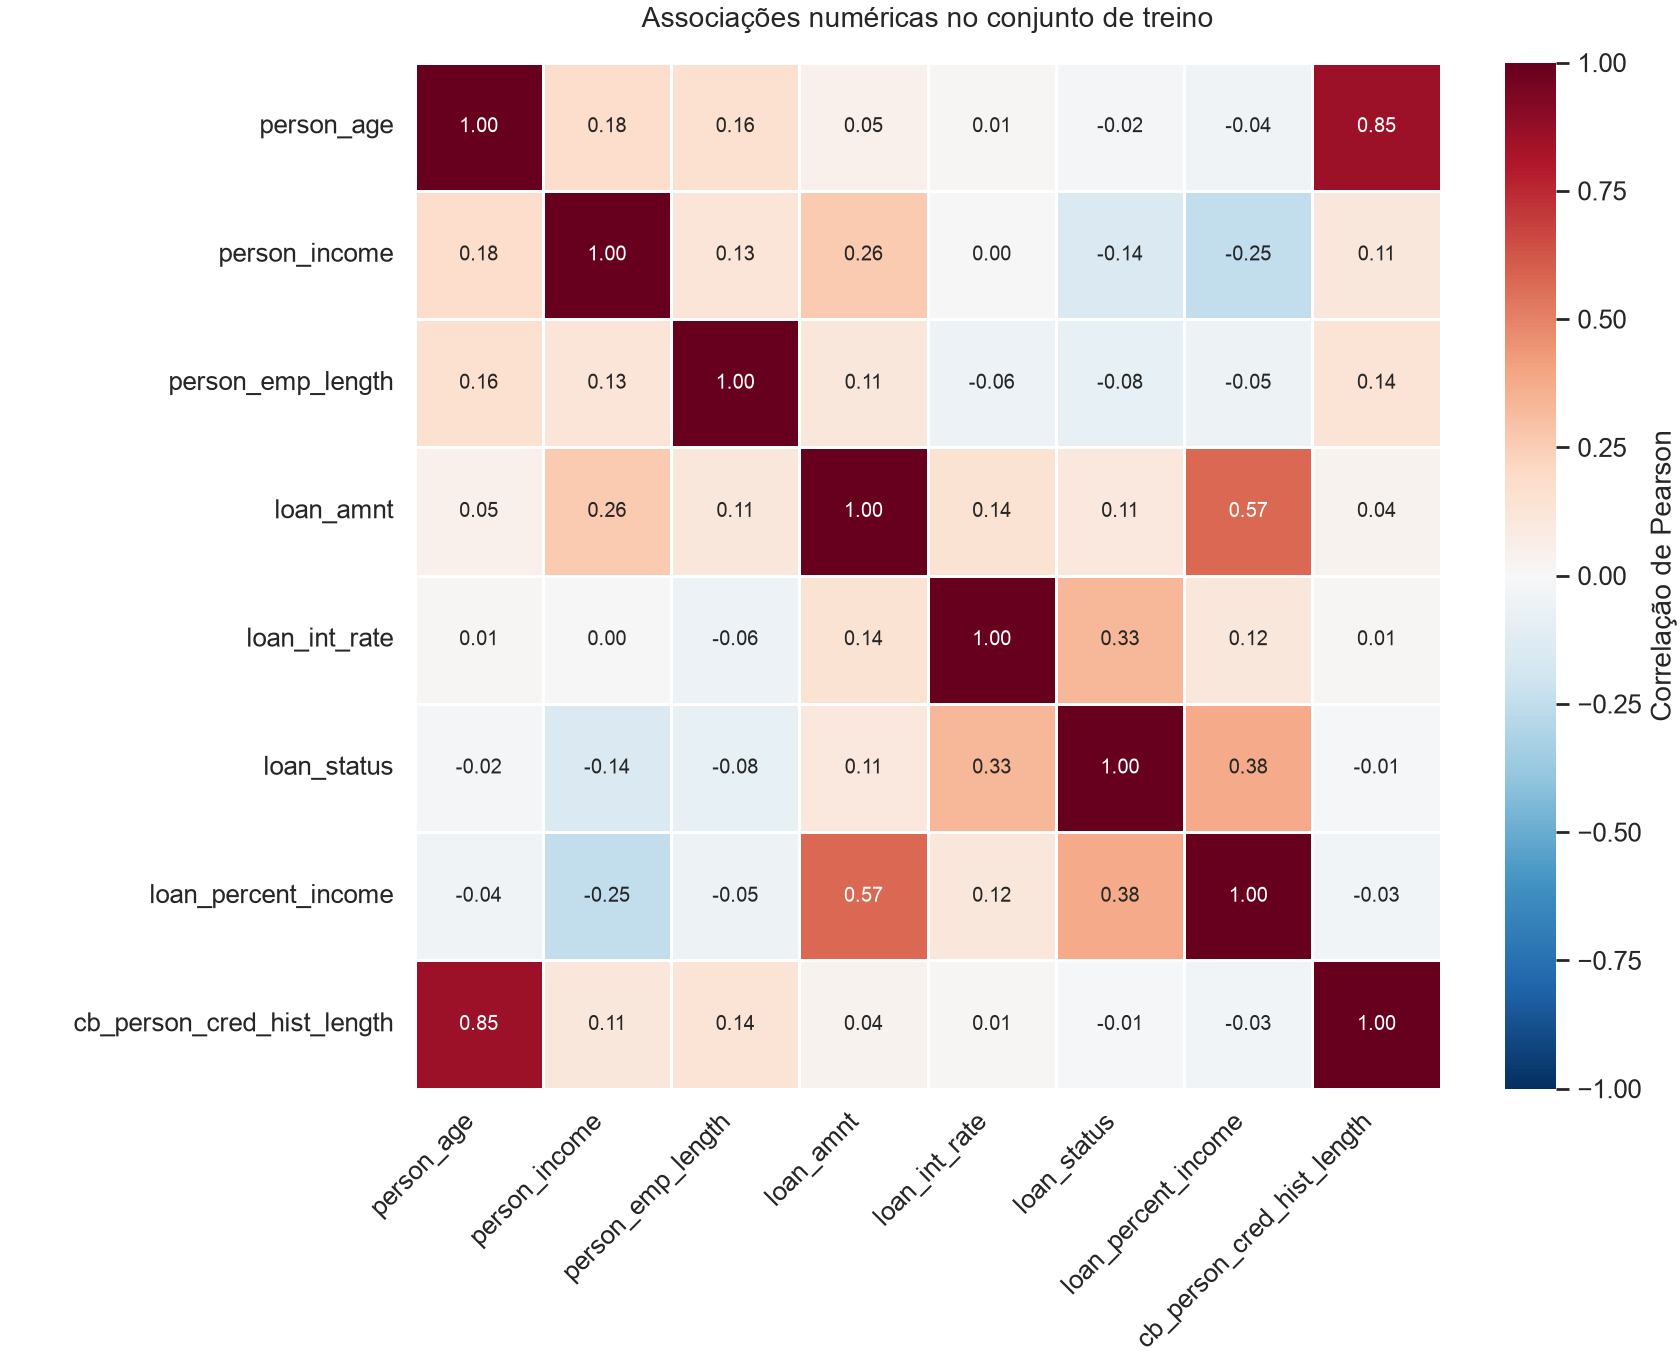 Associações numéricas no conjunto de treino
person_age 1.00 0.18 0.16 0.05 0.01 -0.02 -0.04 0.85
person_income 0.18 1.00 0.13 0.26 0.00 -0.14 -0.25 0.11
person_emp_length 0.16 0.13 1.00 0.11 -0.06 -0.08 -0.05 0.14
loan_amnt 0.05 0.26 0.11 1.00 0.14 0.11 0.57 0.04
loan_int_rate 0.01 0.00 -0.06 0.14 1.00 0.33 0.12 0.01
loan_status -0.02 -0.14 -0.08 0.11 0.33 1.00 0.38 -0.01
loan_percent_income -0.04 -0.25 -0.05 0.57 0.12 0.38 1.00 -0.03
cb_person_cred_hist_length 0.85 0.11 0.14 0.04 0.01 -0.01 -0.03 1.00
person_age
person_income
person_emp_length
loan_amnt
loan_int_rate
loan_status
loan_percent_income
cb_person_cred_hist_length
1.00
0.75
0.50
0.25
0.00
−0.25
−0.50
−0.75
−1.00
Correlação de Pearson